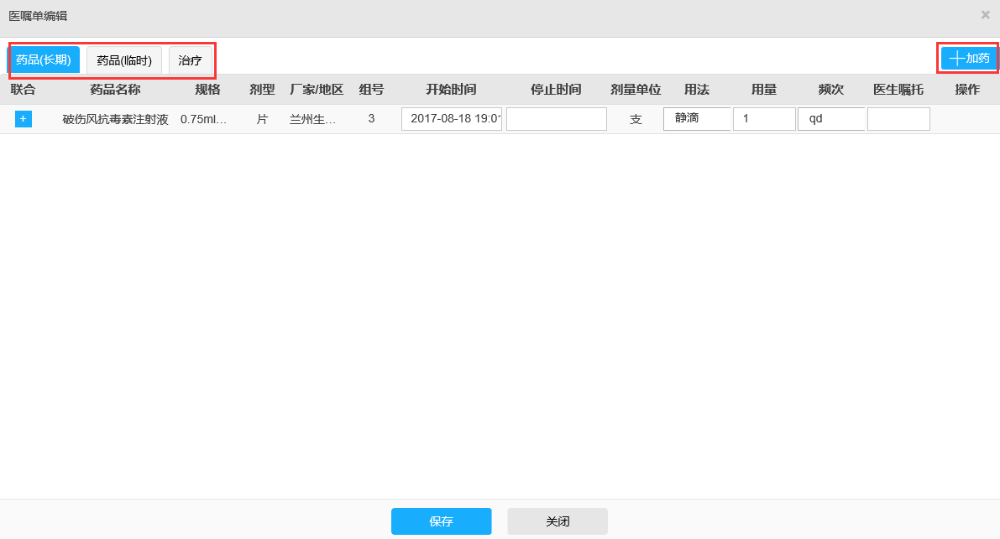 医嘱单编辑 ×
药品(长期) 药品(临时) 治疗 加药
联合 药品名称 规格 剂型 厂家/地区 组号 开始时间 停止时间 剂量单位 用法 用量 频次 医生嘱托 操作
+ 破伤风抗毒素注射液 0.75ml... 片 兰州生... 3 2017-08-18 19:01 支 静滴 1 qd
保存 关闭